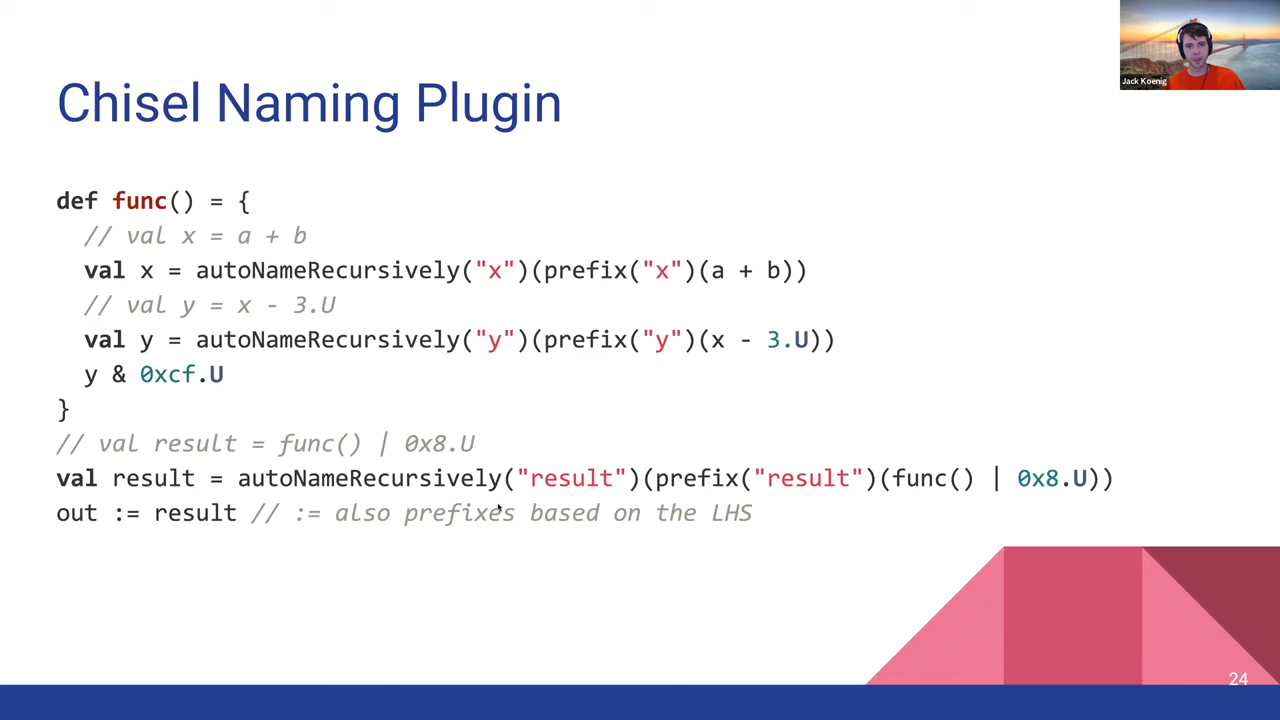 Jack Koenig
Chisel Naming Plugin
def func() = {
// val x = a + b
val x = autoNameRecursively("x")(prefix("x")(a + b))
// val y = x - 3.U
val y = autoNameRecursively("y")(prefix("y")(x - 3.U))
y & 0xcf.U
}
// val result = func() | 0x8.U
val result = autoNameRecursively("result")(prefix("result")(func() | 0x8.U))
out := result // := also prefixes based on the LHS
24